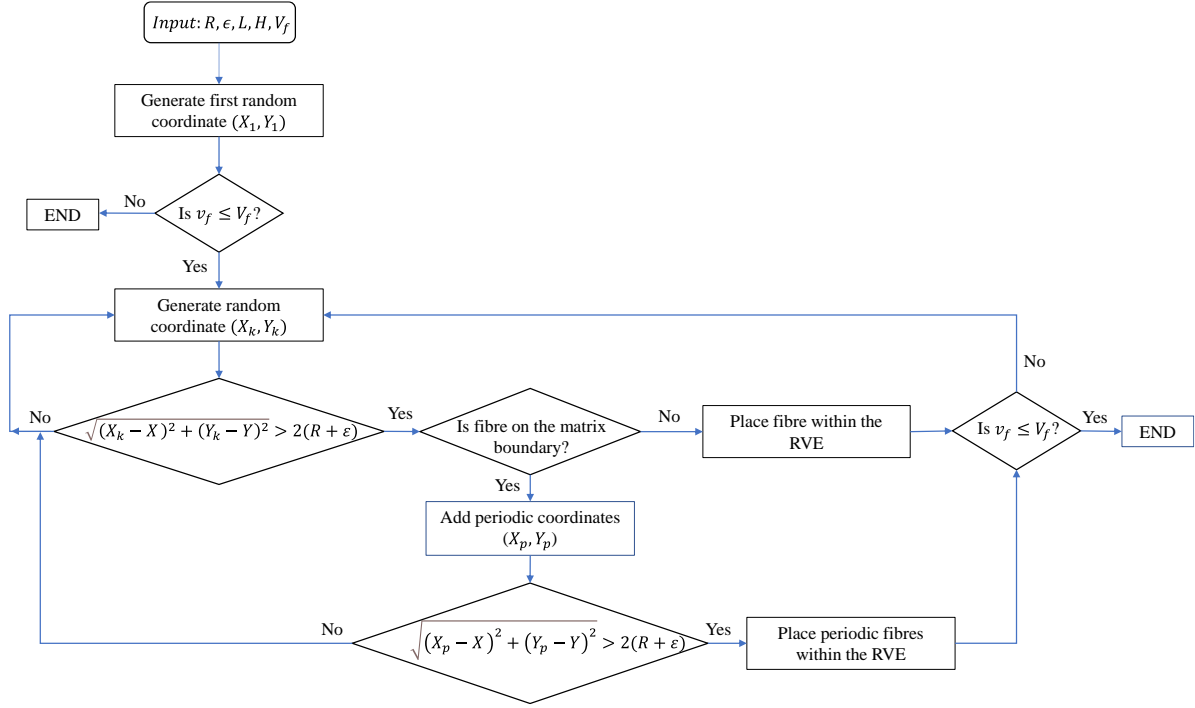 Input: R, ϵ, L, H, V_f
Generate first random
coordinate (X₁, Y₁)
No
END
Is v_f ≤ V_f?
Yes
Generate random
coordinate (X_k, Y_k)
No
No
√((X_k − X)² + (Y_k − Y)²) > 2(R + ε)
Yes
Is fibre on the matrix
boundary?
No
Place fibre within the
RVE
Is v_f ≤ V_f?
Yes
END
Yes
Add periodic coordinates
(X_p, Y_p)
No
√((X_p − X)² + (Y_p − Y)²) > 2(R + ε)
Yes
Place periodic fibres
within the RVE